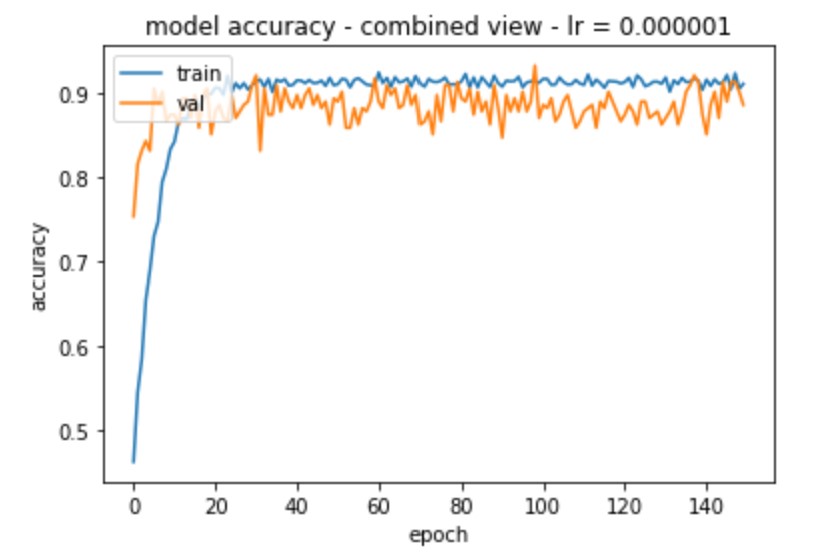 model accuracy - combined view - lr = 0.000001
train
val
0.9
0.8
0.7
0.6
0.5
accuracy
0 20 40 60 80 100 120 140
epoch